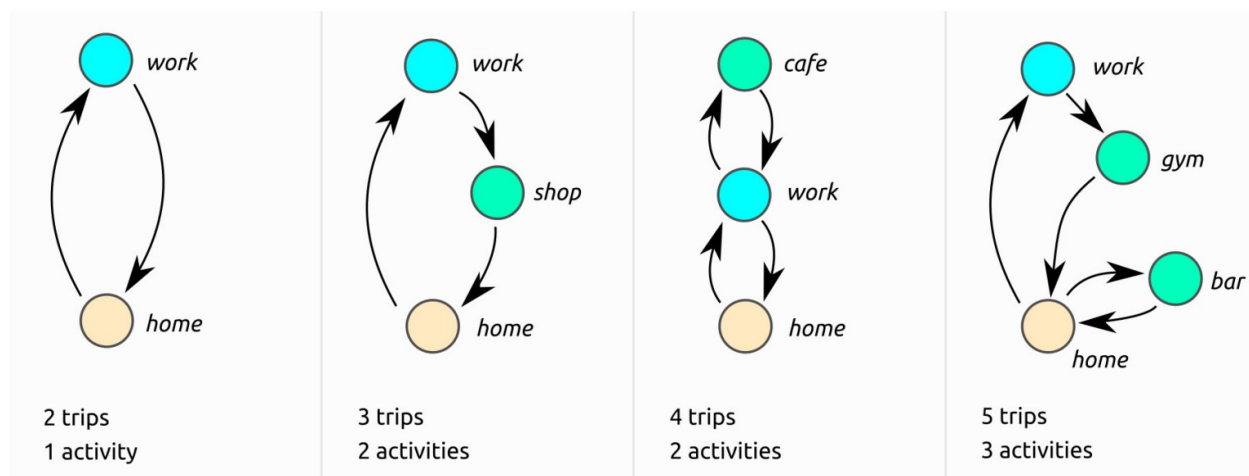 work
home
2 trips
1 activity
work
shop
home
3 trips
2 activities
cafe
work
home
4 trips
2 activities
work
gym
bar
home
5 trips
3 activities